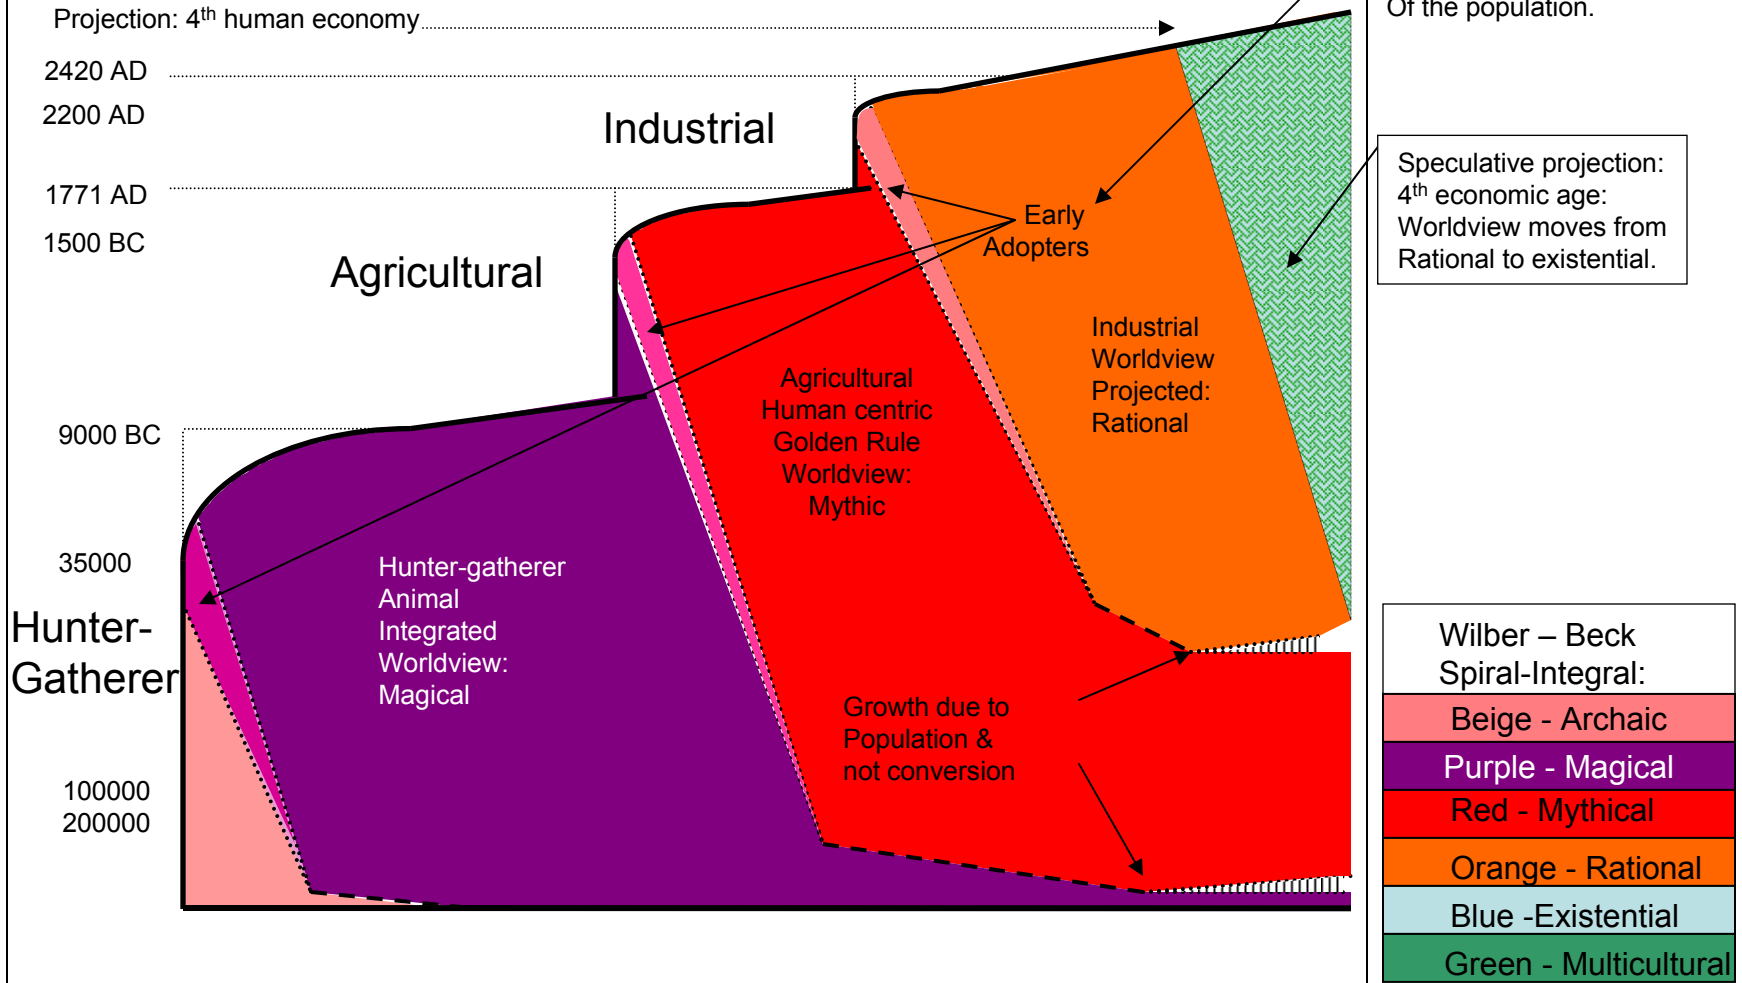 Projection: 4th human economy
Of the population.
2420 AD
2200 AD
Industrial
1771 AD
1500 BC
Agricultural
Early
Adopters
Speculative projection:
4th economic age:
Worldview moves from
Rational to existential.
Industrial
Worldview
Projected:
Rational
Agricultural
Human centric
Golden Rule
Worldview:
Mythic
9000 BC
35000
Hunter-
Gatherer
Hunter-gatherer
Animal
Integrated
Worldview:
Magical
Growth due to
Population &
not conversion
100000
200000
Wilber – Beck
Spiral-Integral:
Beige - Archaic
Purple - Magical
Red - Mythical
Orange - Rational
Blue -Existential
Green - Multicultural